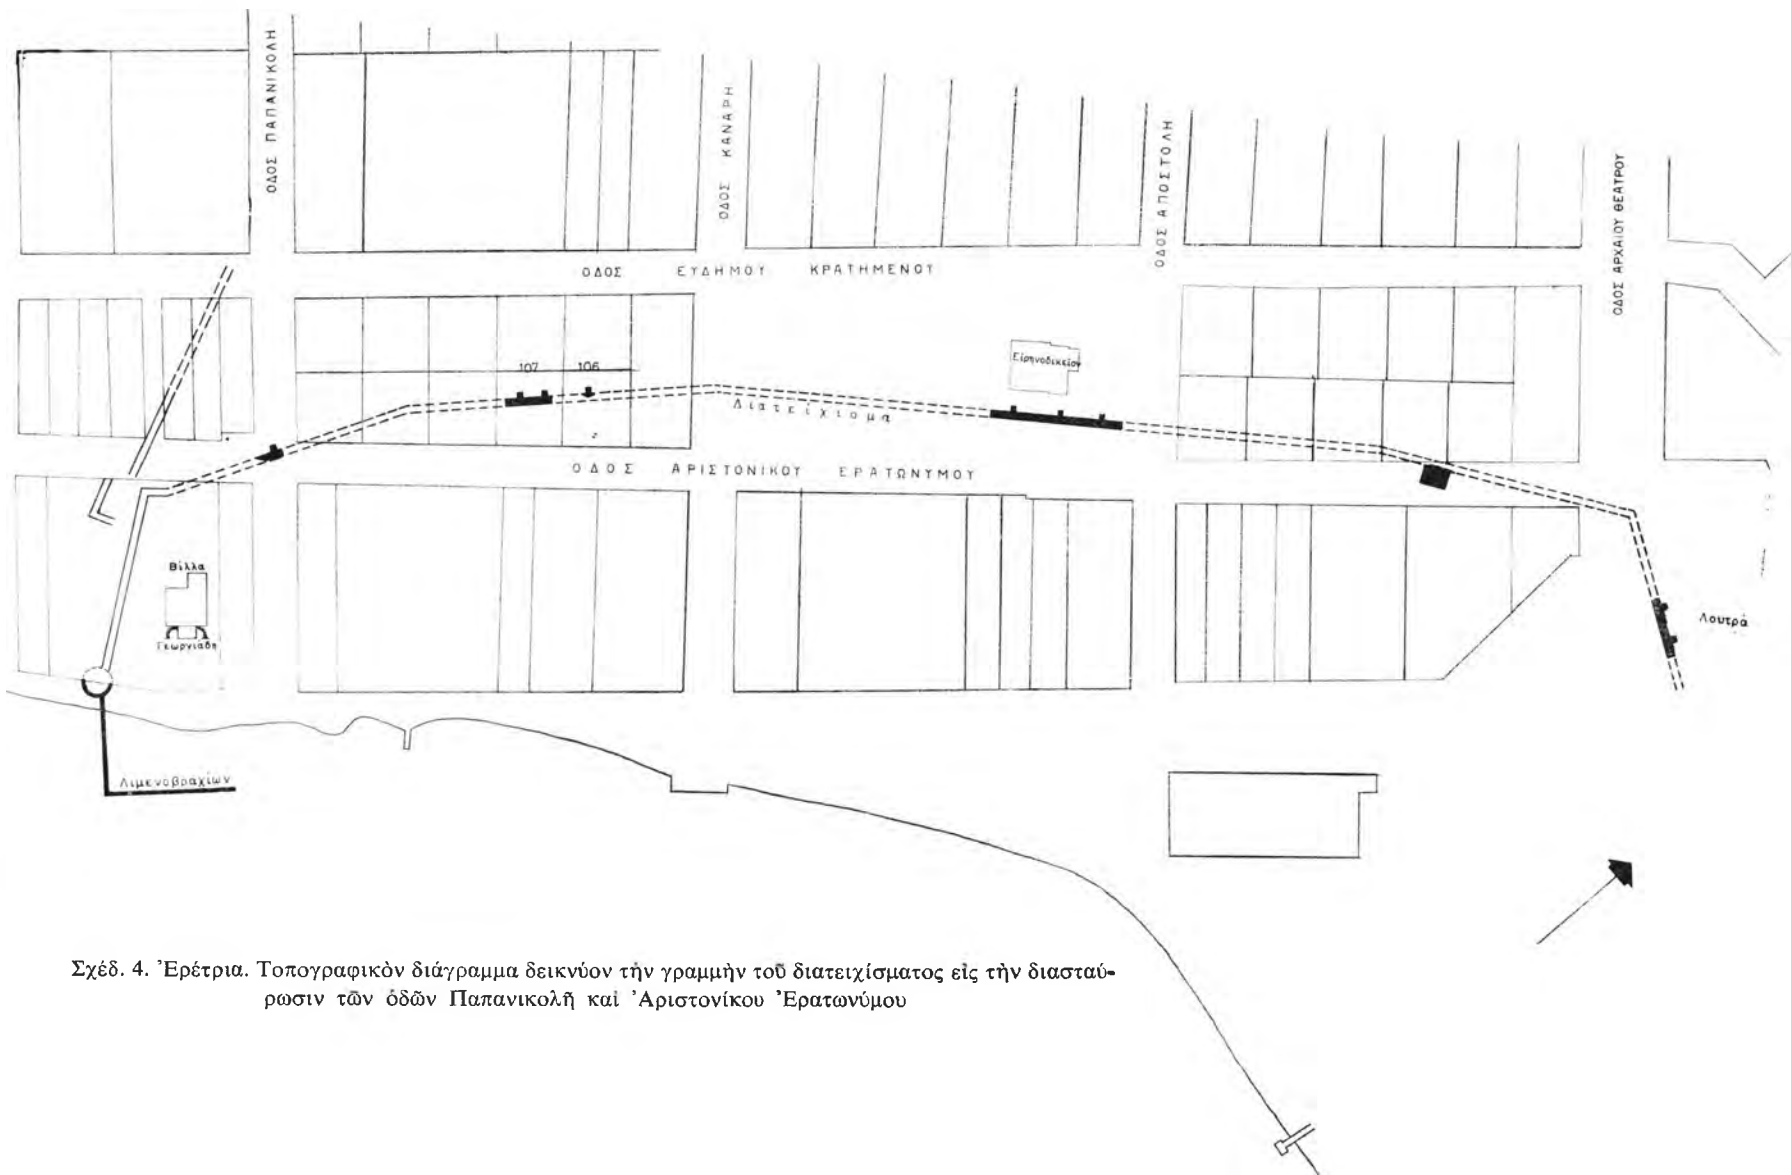 ΟΔΟΣ ΠΑΠΑΝΙΚΟΛΗ
ΟΔΟΣ ΚΑΝΑΡΗ
ΟΔΟΣ ΑΠΟΣΤΟΛΗ
ΟΔΟΣ ΑΡΧΑΙΟΥ ΘΕΑΤΡΟΥ
ΟΔΟΣ ΕΥΔΗΜΟΥ ΚΡΑΤΗΜΕΝΟΥ
Εἰρηνοδικεῖον
107 106
Διατείχισμα
ΟΔΟΣ ΑΡΙΣΤΟΝΙΚΟΥ ΕΡΑΤΩΝΥΜΟΥ
Βίλλα
Γεωργιάδη
Λουτρά
Λιμενοβραχίων
Σχέδ. 4. Ἐρέτρια. Τοπογραφικὸν διάγραμμα δεικνύον τὴν γραμμὴν τοῦ διατειχίσματος εἰς τὴν διασταύ-
ρωσιν τῶν ὁδῶν Παπανικολῆ καὶ Ἀριστονίκου Ἐρατωνύμου